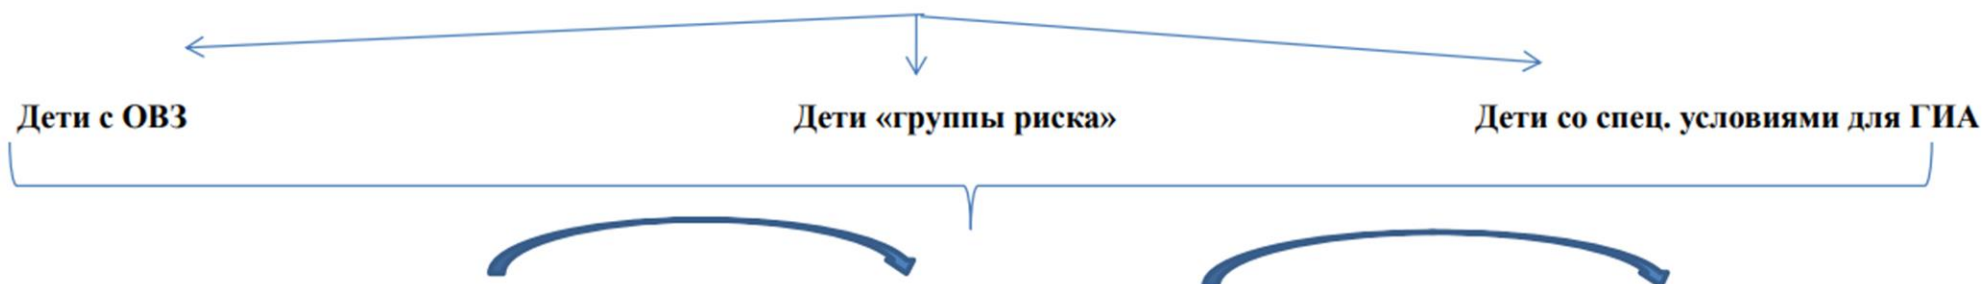 Дети с ОВЗ Дети «группы риска» Дети со спец. условиями для ГИА